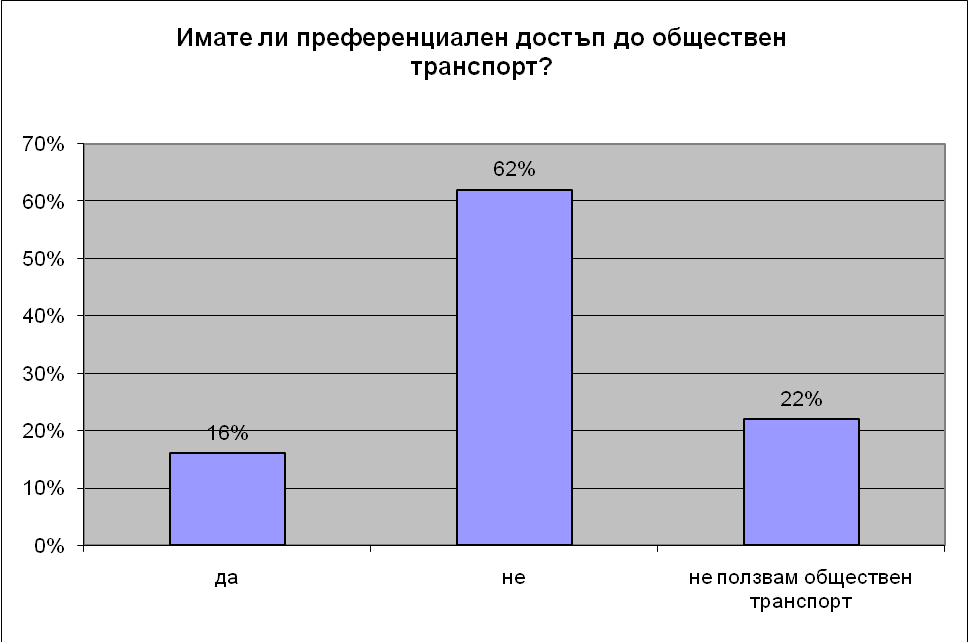 Имате ли преференциален достъп до обществен
транспорт?
70%
60%
50%
40%
30%
20%
10%
0%
16%
62%
22%
да
не
не ползвам обществен
транспорт